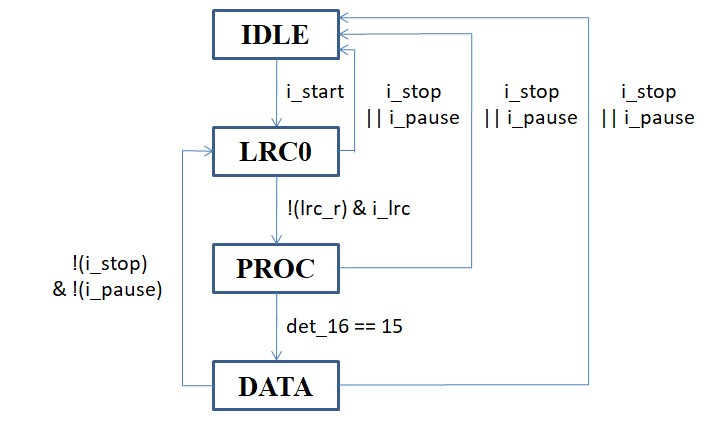 IDLE
i_start
i_stop
|| i_pause
i_stop
|| i_pause
i_stop
|| i_pause
LRC0
!(lrc_r) & i_lrc
PROC
!(i_stop)
& !(i_pause)
det_16 == 15
DATA